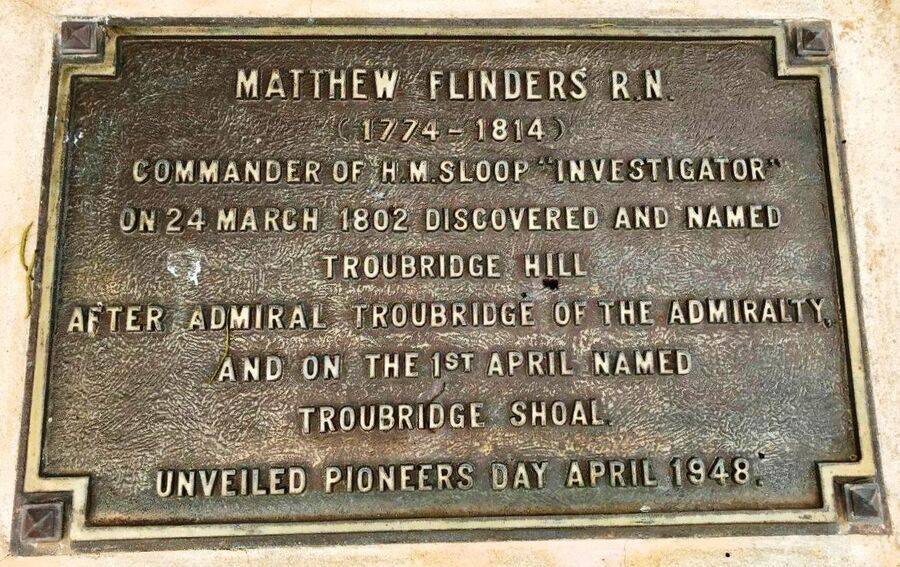 MATTHEW FLINDERS R.N.
(1774-1814)
COMMANDER OF H.M.SLOOP "INVESTIGATOR"
ON 24 MARCH 1802 DISCOVERED AND NAMED
TROUBRIDGE HILL
AFTER ADMIRAL TROUBRIDGE OF THE ADMIRALTY,
AND ON THE 1ST APRIL NAMED
TROUBRIDGE SHOAL.
UNVEILED PIONEERS DAY APRIL 1948.